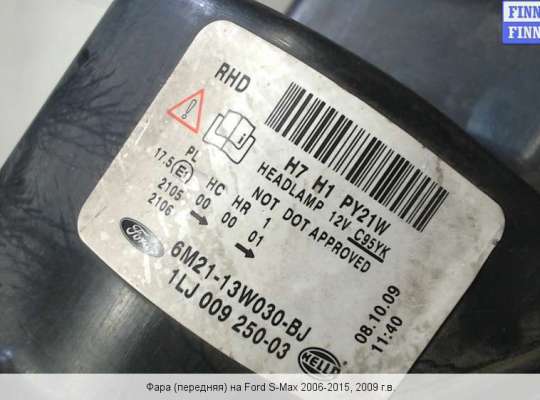 FINN
FINN
RHD
H7 H1 PY21W
HEADLAMP 12V C95YK
NOT DOT APPROVED
PL HC HR 1
17.5 E1
2105 00 00 01
2106
Ford
6M21-13W030-BJ
1LJ 009 250-03
HELLA
08.10.09
11:40
Фара (передняя) на Ford S-Max 2006-2015, 2009 г.в.